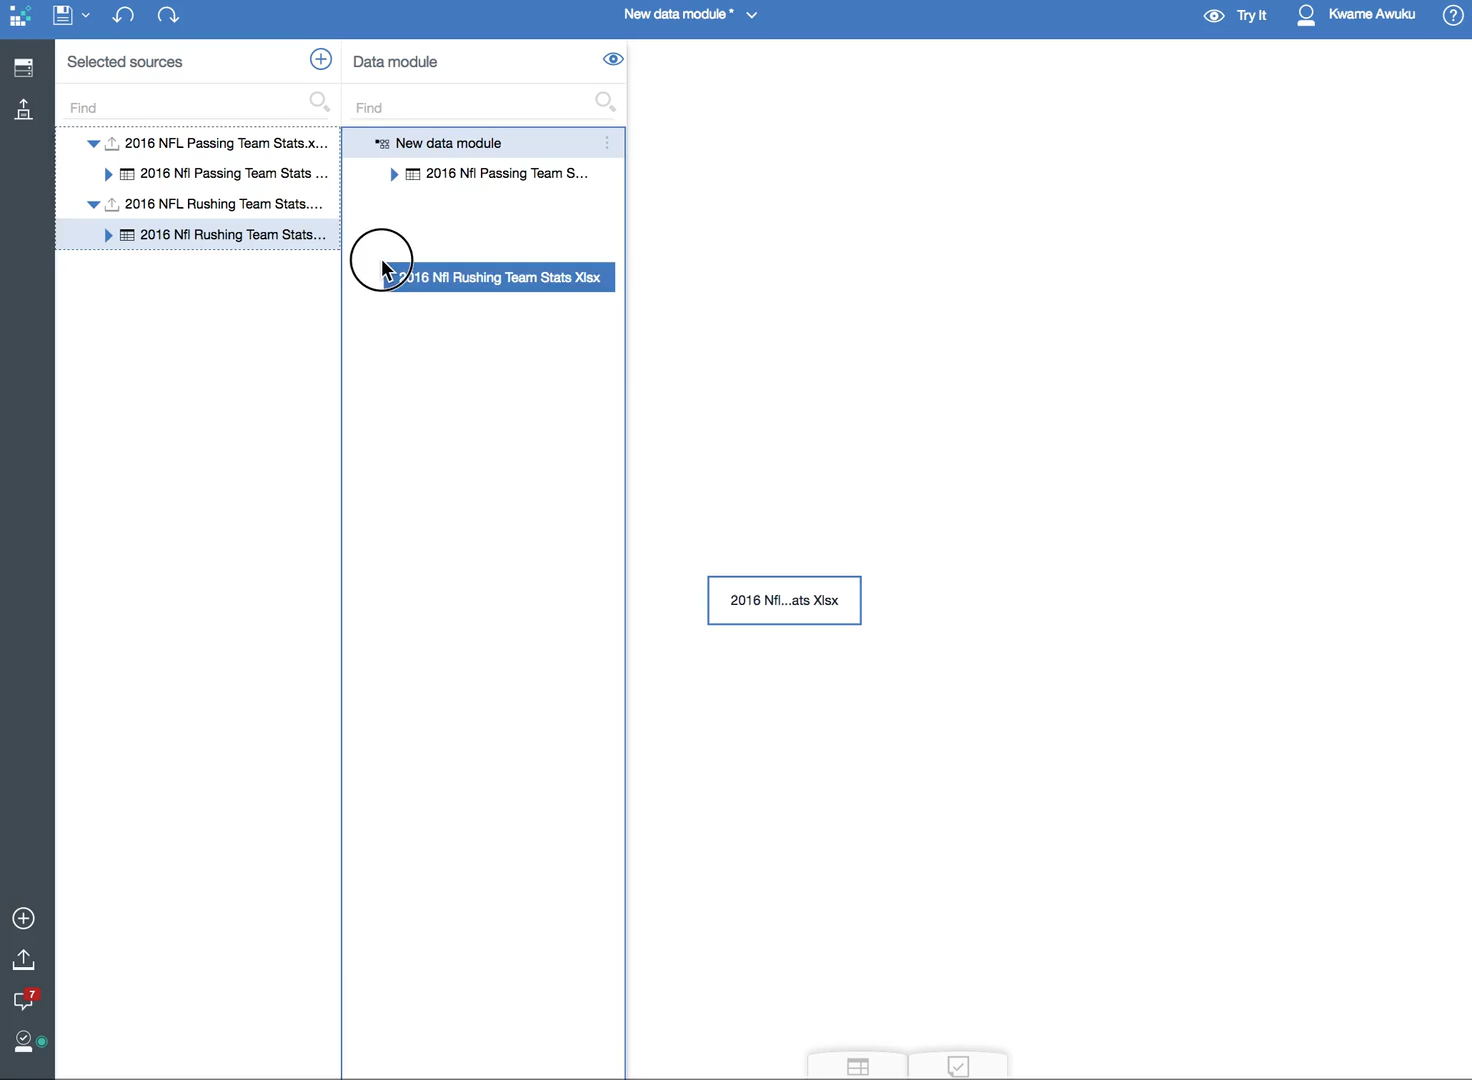 New data module *
Try It
Kwame Awuku
Selected sources
Data module
Find
Find
2016 NFL Passing Team Stats.x...
New data module
2016 Nfl Passing Team Stats ...
2016 Nfl Passing Team S...
2016 NFL Rushing Team Stats....
2016 Nfl Rushing Team Stats...
2016 Nfl Rushing Team Stats Xlsx
2016 Nfl...ats Xlsx
7